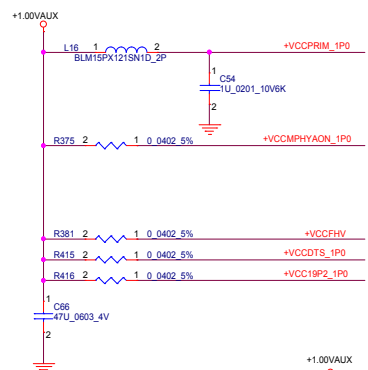 +1.00VAUX
L16 1 2 +VCCPRIM_1P0
BLM15PX121SN1D_2P
1
C54
1U_0201_10V6K
2
R375 2 1 0_0402_5% +VCCMPHYAON_1P0
R381 2 1 0_0402_5% +VCCFHV
R415 2 1 0_0402_5% +VCCDTS_1P0
R416 2 1 0_0402_5% +VCC19P2_1P0
1
C66
47U_0603_4V
2
+1.00VAUX